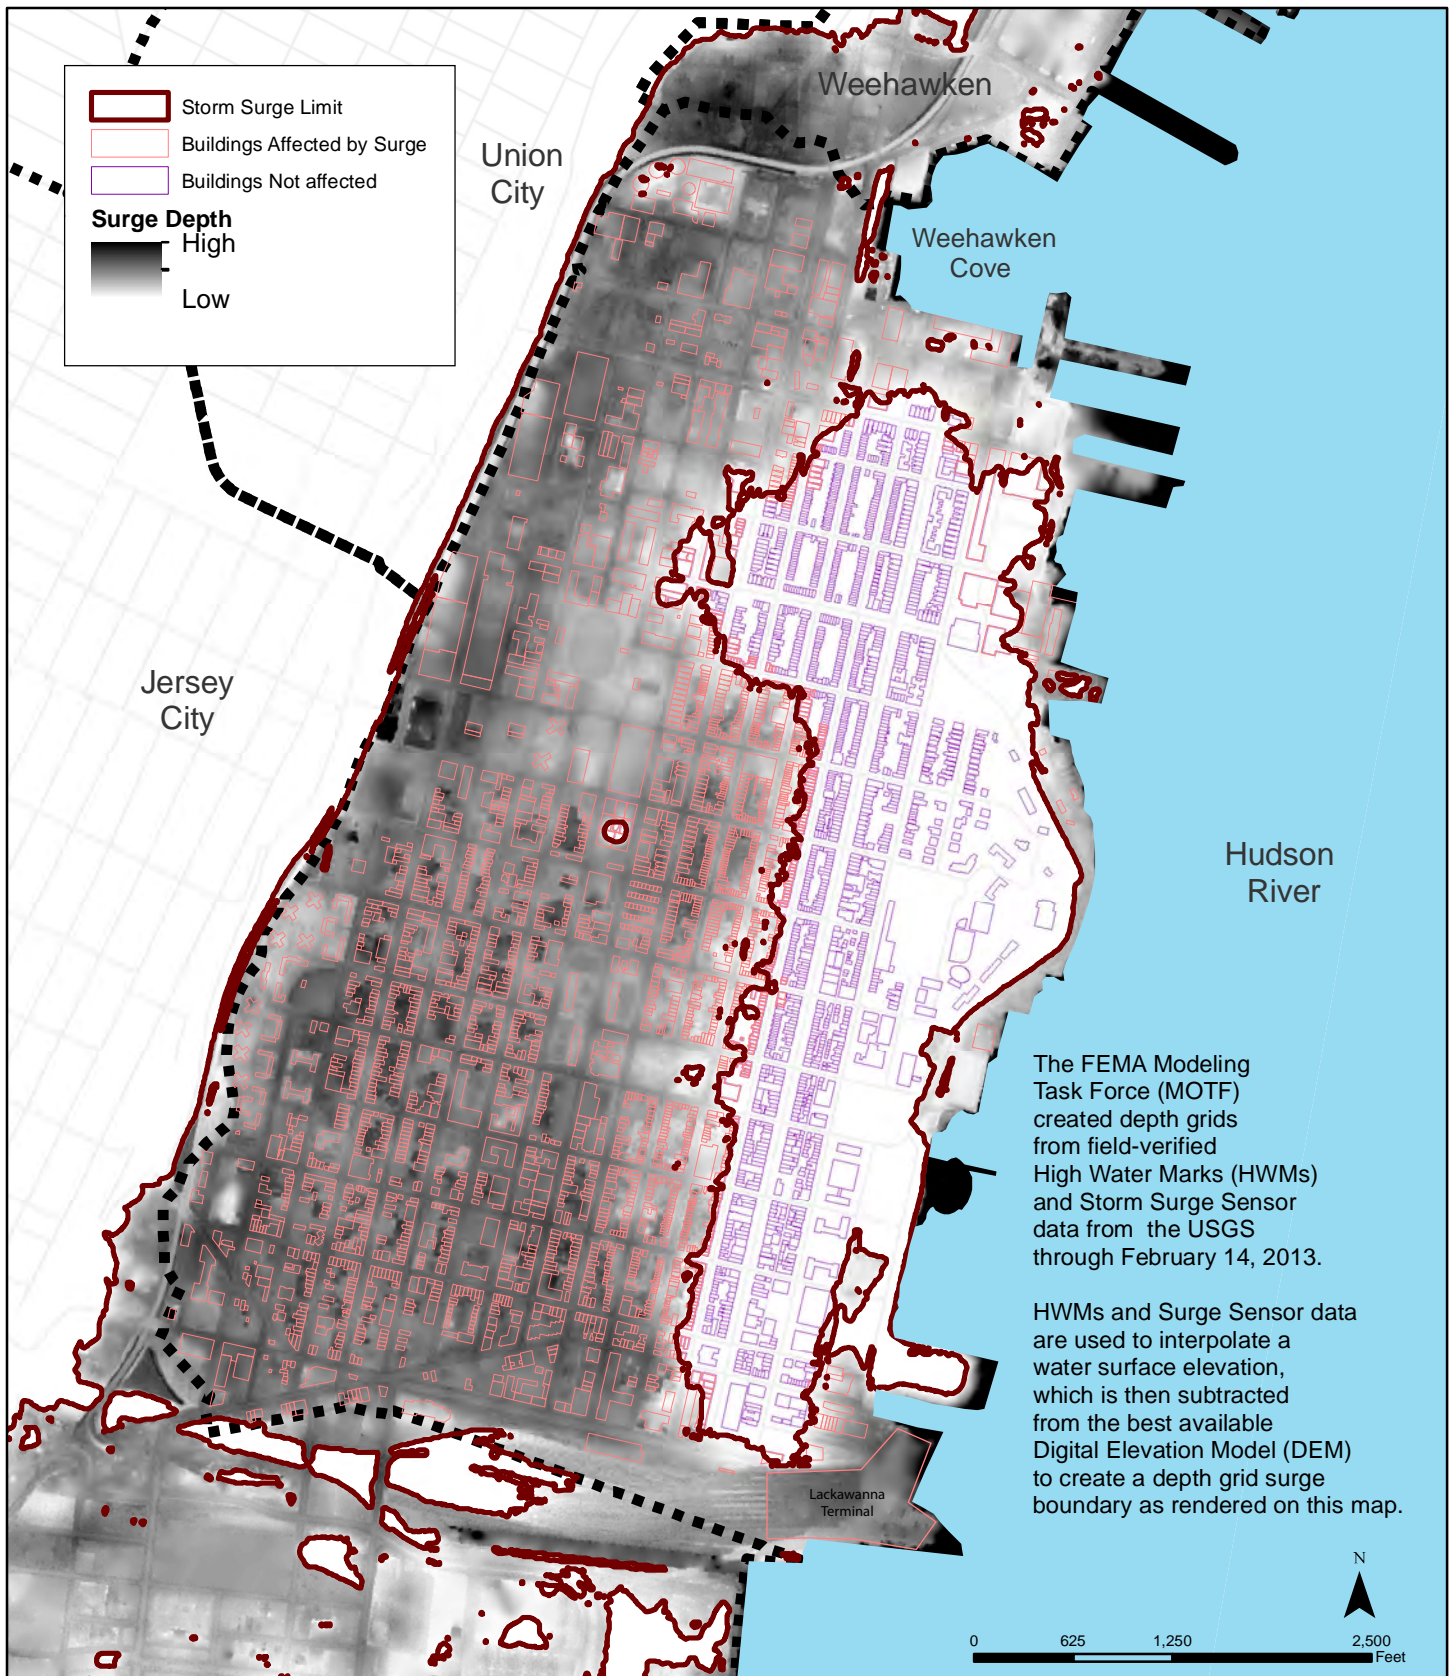 Storm Surge Limit
Buildings Affected by Surge
Buildings Not affected
Surge Depth
High
Low
Weehawken
Union
City
Weehawken
Cove
Jersey
City
Hudson
River
The FEMA Modeling
Task Force (MOTF)
created depth grids
from field-verified
High Water Marks (HWMs)
and Storm Surge Sensor
data from the USGS
through February 14, 2013.
HWMs and Surge Sensor data
are used to interpolate a
water surface elevation,
which is then subtracted
from the best available
Digital Elevation Model (DEM)
to create a depth grid surge
boundary as rendered on this map.
Lackawanna
Terminal
N
0 625 1,250 2,500
Feet